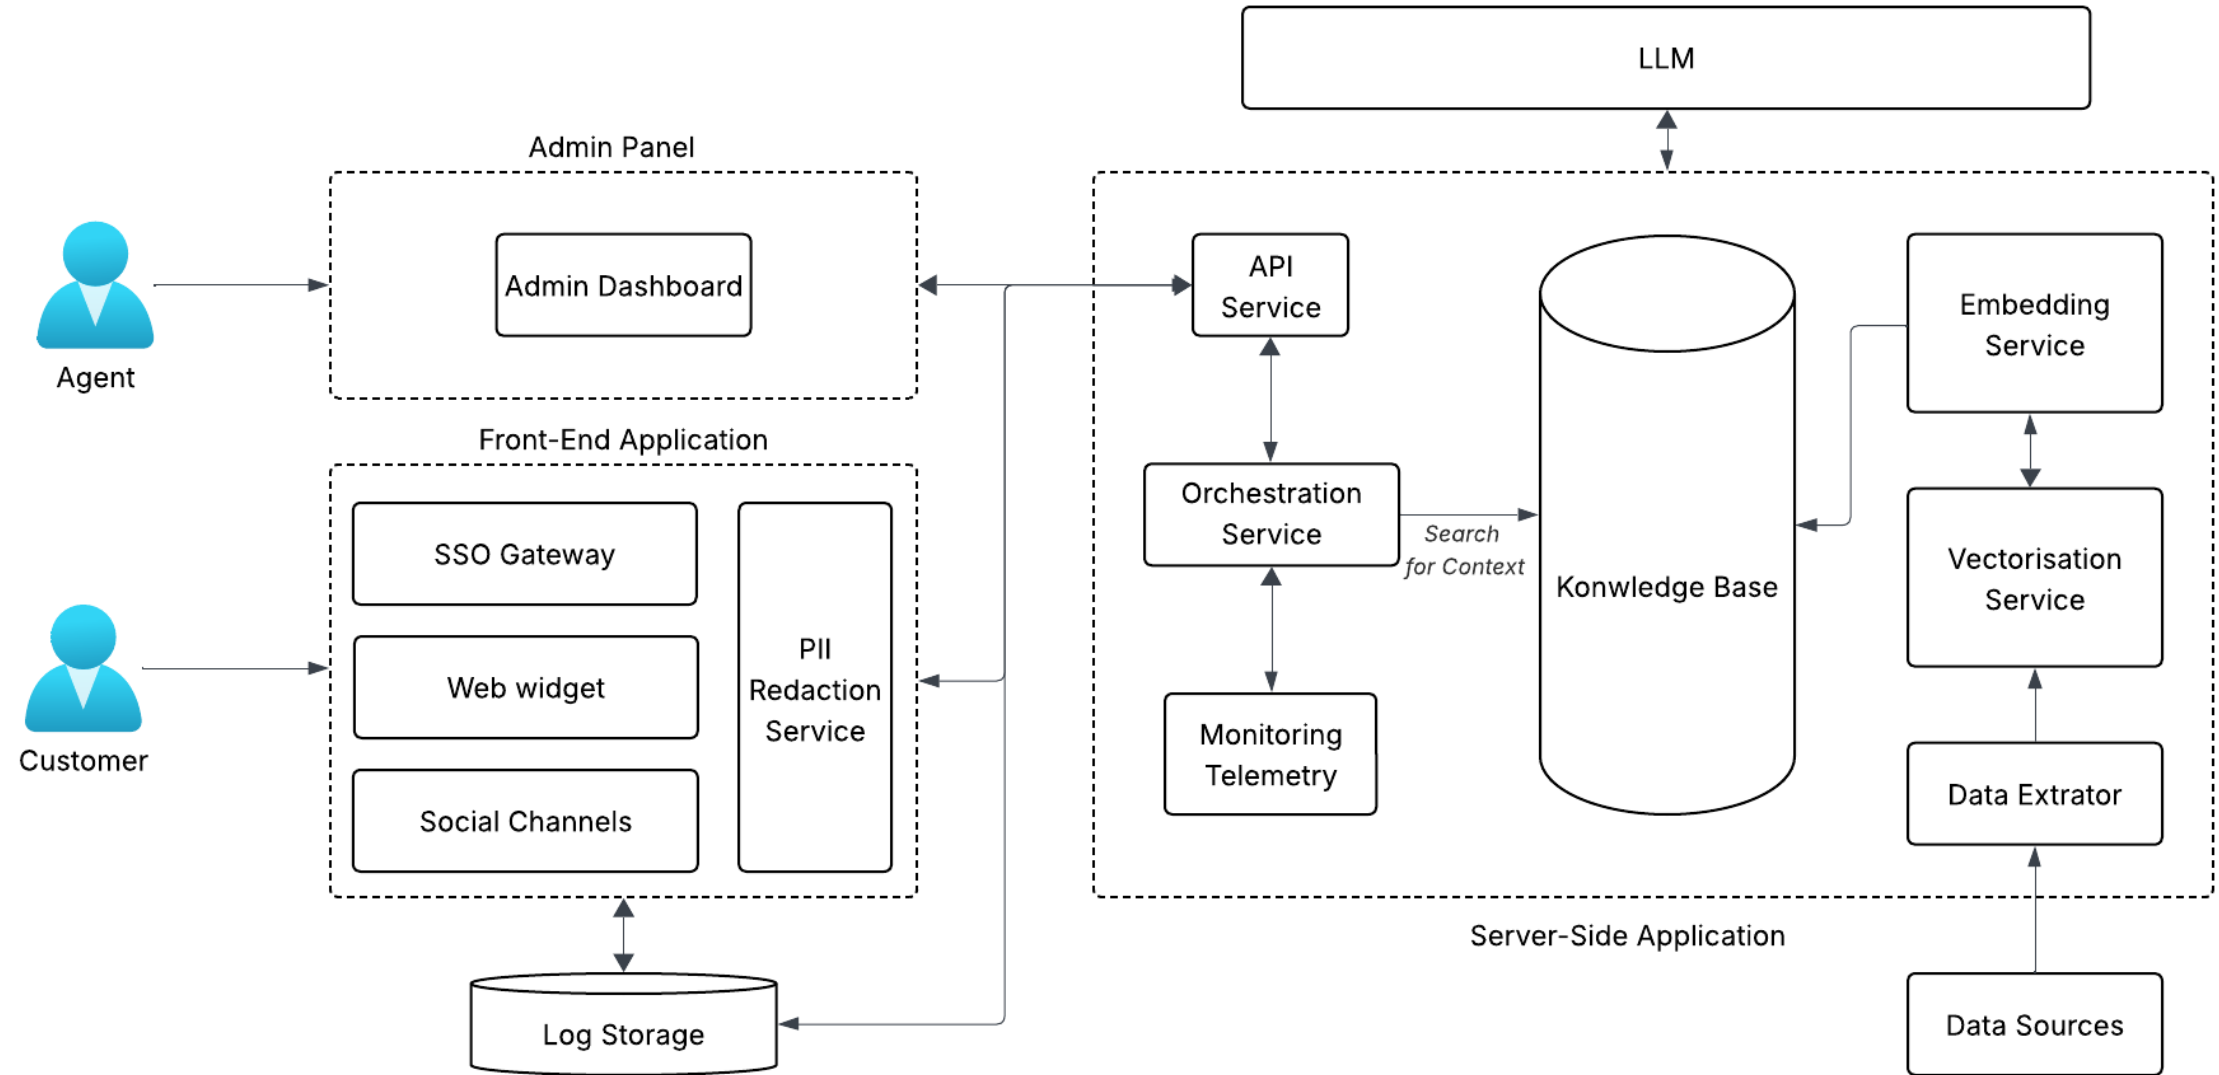 LLM
Admin Panel
Admin Dashboard
Agent
Front-End Application
SSO Gateway
Web widget
Social Channels
PII
Redaction
Service
Customer
Log Storage
API
Service
Orchestration
Service
Search
for Context
Monitoring
Telemetry
Konwledge Base
Embedding
Service
Vectorisation
Service
Data Extrator
Server-Side Application
Data Sources